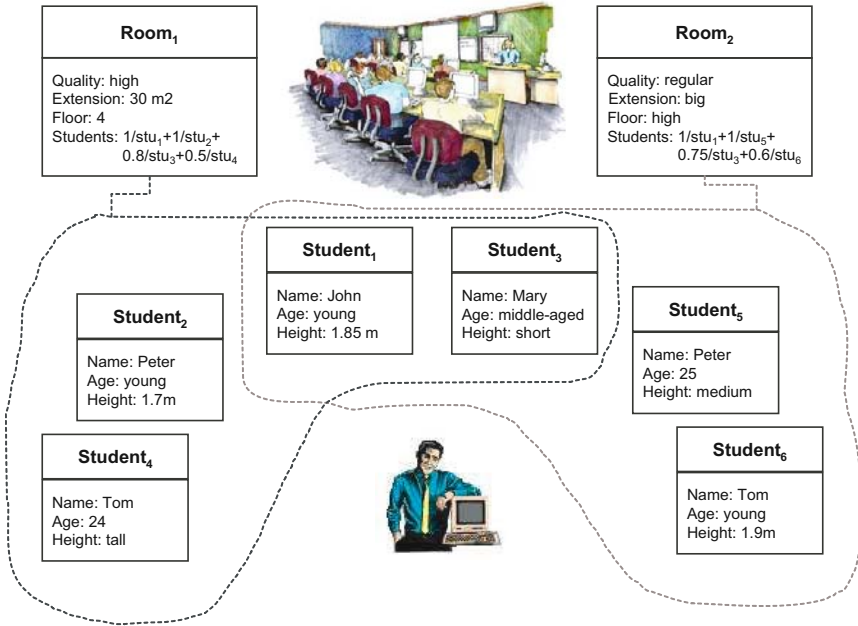 Room₁
Quality: high
Extension: 30 m2
Floor: 4
Students: 1/stu₁+1/stu₂+
0.8/stu₃+0.5/stu₄
Room₂
Quality: regular
Extension: big
Floor: high
Students: 1/stu₁+1/stu₅+
0.75/stu₃+0.6/stu₆
Student₁
Name: John
Age: young
Height: 1.85 m
Student₃
Name: Mary
Age: middle-aged
Height: short
Student₂
Name: Peter
Age: young
Height: 1.7m
Student₅
Name: Peter
Age: 25
Height: medium
Student₄
Name: Tom
Age: 24
Height: tall
Student₆
Name: Tom
Age: young
Height: 1.9m